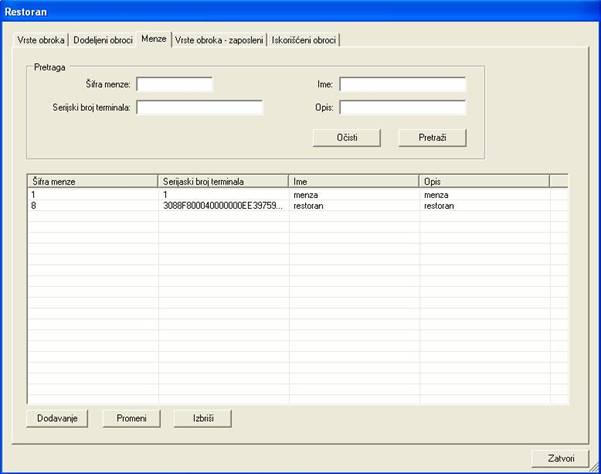 Restoran
Vrste obroka Dodeljeni obroci Menze Vrste obroka - zaposleni Iskorišćeni obroci
Pretraga
Šifra menze: Ime:
Serijski broj terminala: Opis:
Očisti Pretraži
Šifra menze Serijaski broj terminala Ime Opis
1 1 menza menza
8 3088F800040000000EE39759... restoran restoran
Dodavanje Promeni Izbriši
Zatvori